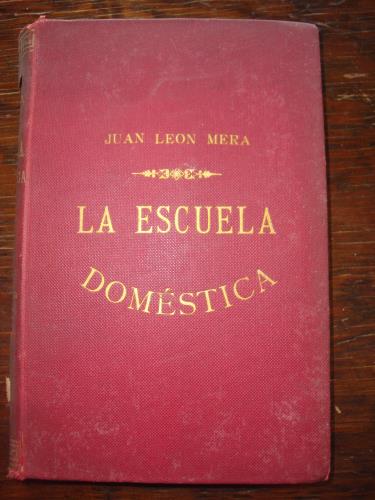 JUAN LEON MERA
LA ESCUELA
DOMÉSTICA